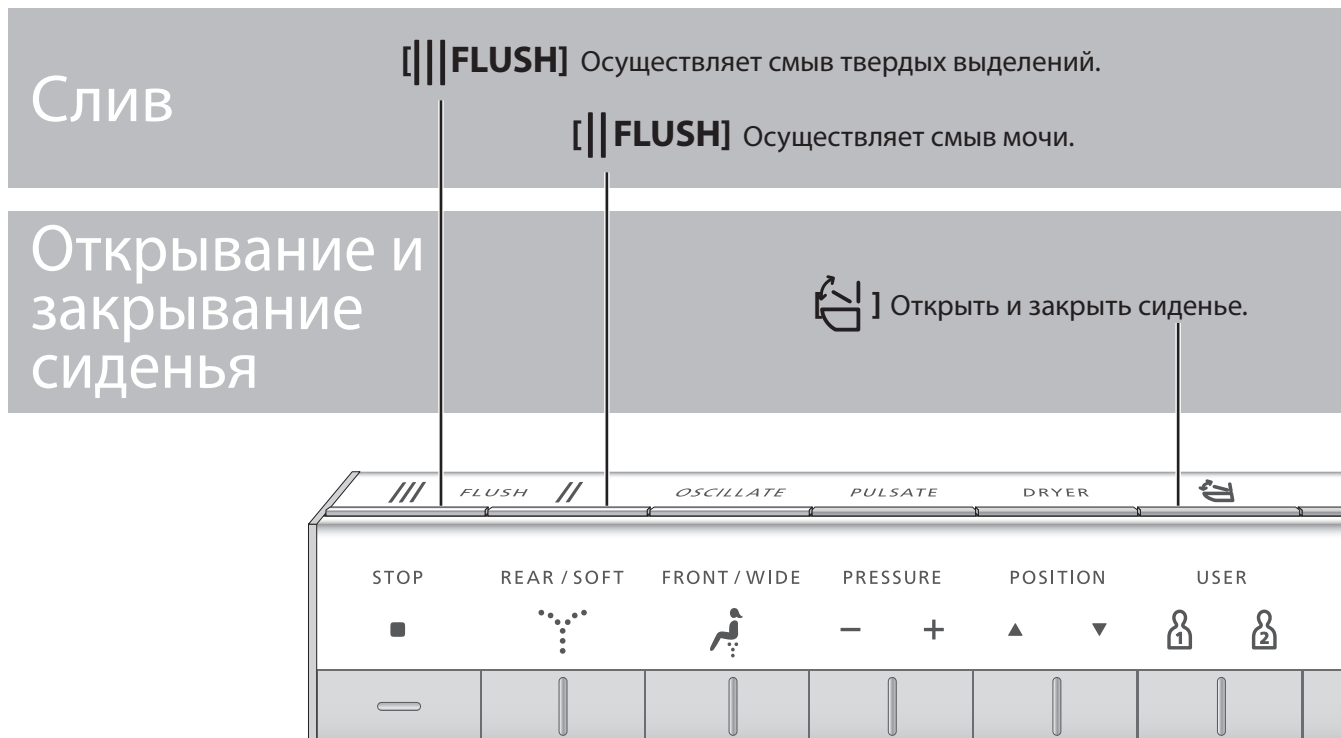 Слив
[|||FLUSH] Осуществляет смыв твердых выделений.
[||FLUSH] Осуществляет смыв мочи.
Открывание и
закрывание
сиденья
[ ] Открыть и закрыть сиденье.
/// FLUSH // OSCILLATE PULSATE DRYER
STOP REAR / SOFT FRONT / WIDE PRESSURE POSITION USER
− + ▲ ▼ 1 2